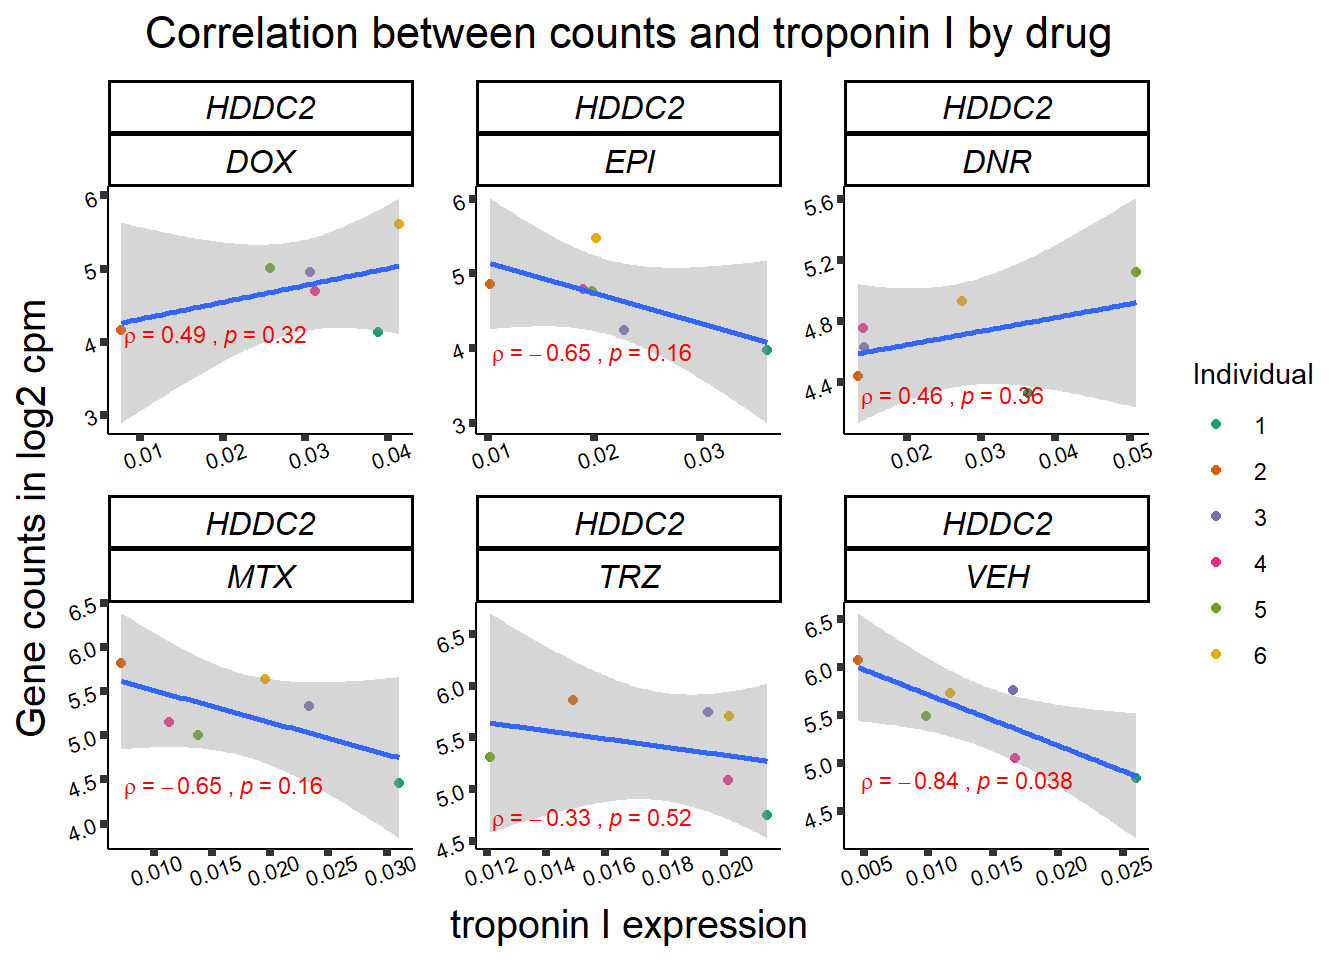 Correlation between counts and troponin I by drug
HDDC2 HDDC2 HDDC2
DOX EPI DNR
6
5
4
3
ρ = 0.49 , p = 0.32
0.01 0.02 0.03 0.04
6
5
4
3
ρ = −0.65 , p = 0.16
0.01 0.02 0.03
5.6
5.2
4.8
4.4
ρ = 0.46 , p = 0.36
0.02 0.03 0.04 0.05
HDDC2 HDDC2 HDDC2
MTX TRZ VEH
6.5
6.0
5.5
5.0
4.5
4.0
ρ = −0.65 , p = 0.16
0.010 0.015 0.020 0.025 0.030
6.5
6.0
5.5
5.0
4.5
ρ = −0.33 , p = 0.52
0.012 0.014 0.016 0.018 0.020
6.5
6.0
5.5
5.0
4.5
ρ = −0.84 , p = 0.038
0.005 0.010 0.015 0.020 0.025
Gene counts in log2 cpm
troponin I expression
Individual
1
2
3
4
5
6